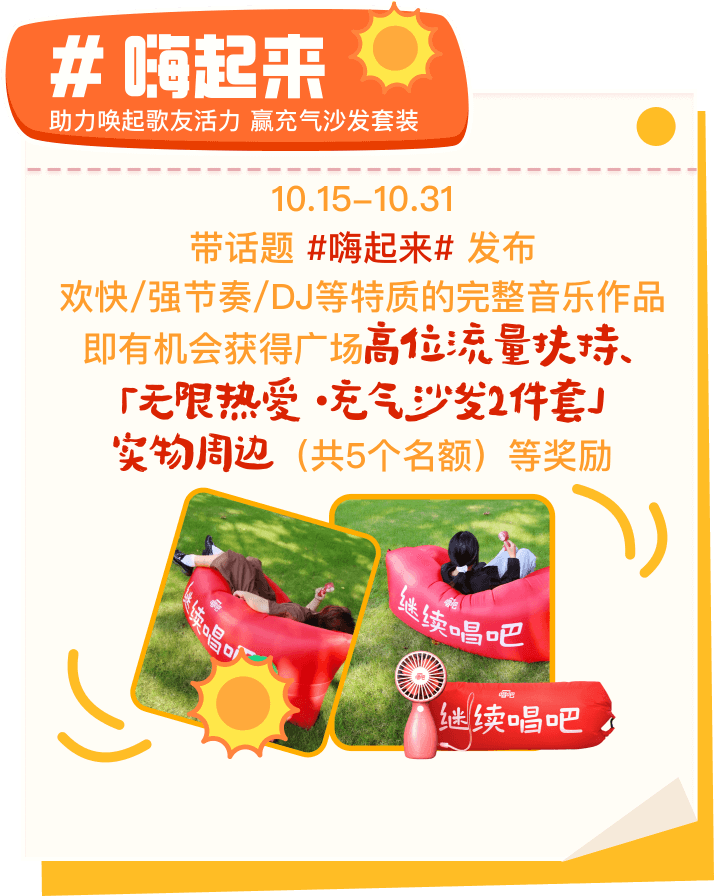 # 嗨起来
助力唤起歌友活力 赢充气沙发套装
10.15-10.31
带话题 #嗨起来# 发布
欢快/强节奏/DJ等特质的完整音乐作品
即有机会获得广场高位流量扶持、
「无限热爱·充气沙发2件套」
实物周边（共5个名额）等奖励
继续唱吧
继续唱吧
继续唱吧